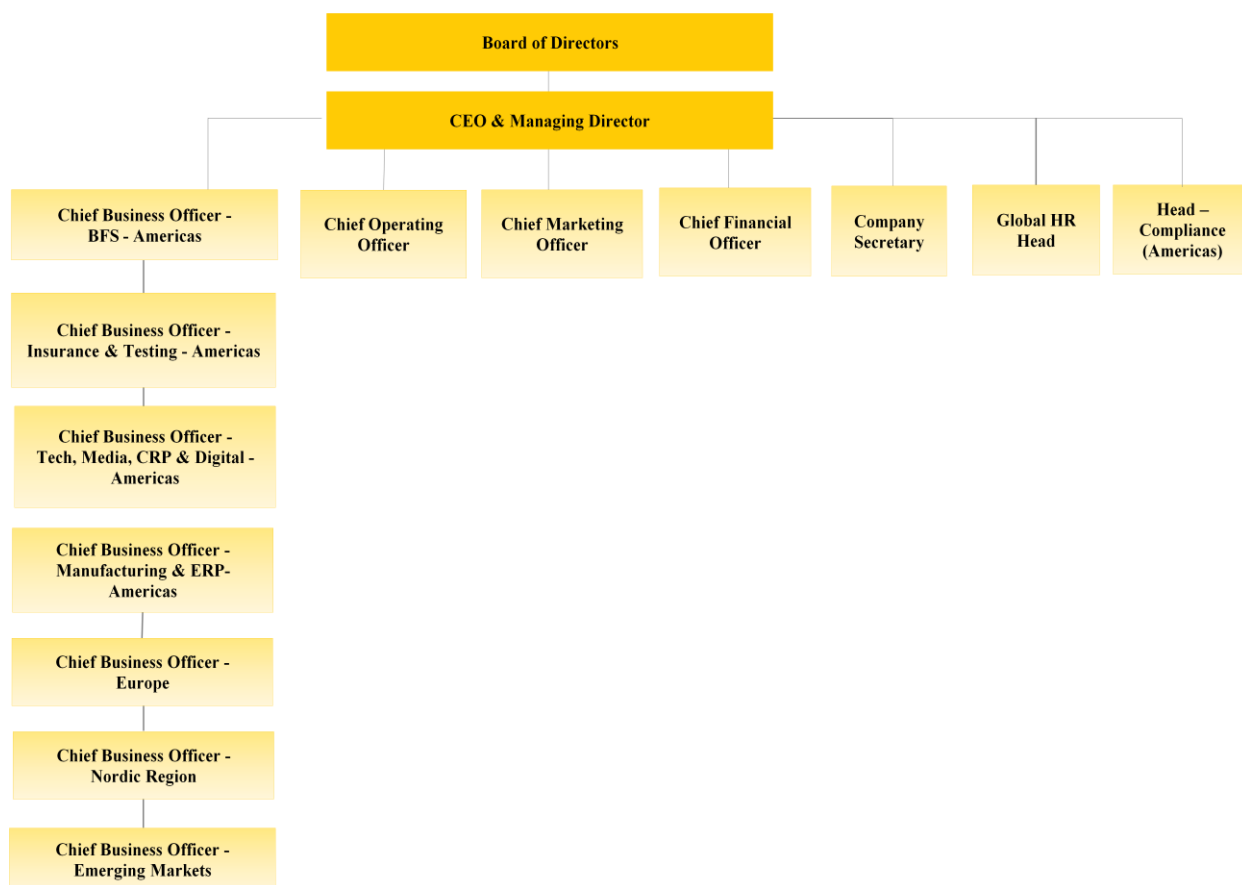 Board of Directors
CEO & Managing Director
Chief Business Officer -
BFS - Americas
Chief Operating
Officer
Chief Marketing
Officer
Chief Financial
Officer
Company
Secretary
Global HR
Head
Head –
Compliance
(Americas)
Chief Business Officer -
Insurance & Testing - Americas
Chief Business Officer -
Tech, Media, CRP & Digital -
Americas
Chief Business Officer -
Manufacturing & ERP-
Americas
Chief Business Officer -
Europe
Chief Business Officer -
Nordic Region
Chief Business Officer -
Emerging Markets